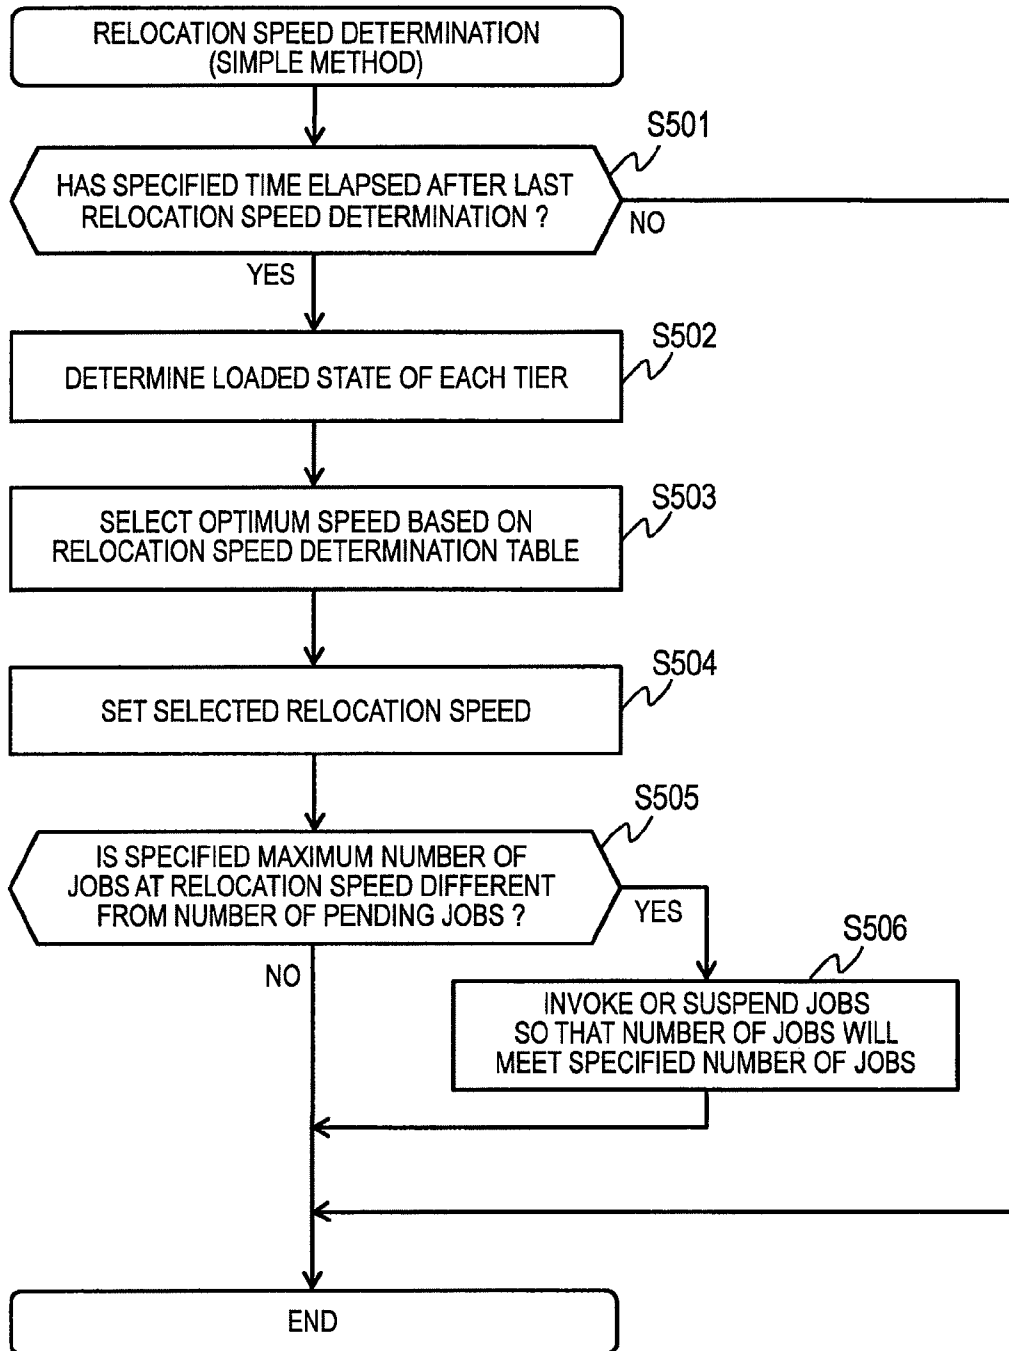 RELOCATION SPEED DETERMINATION
(SIMPLE METHOD)
S501
HAS SPECIFIED TIME ELAPSED AFTER LAST
RELOCATION SPEED DETERMINATION ?
NO
YES
S502
DETERMINE LOADED STATE OF EACH TIER
S503
SELECT OPTIMUM SPEED BASED ON
RELOCATION SPEED DETERMINATION TABLE
S504
SET SELECTED RELOCATION SPEED
S505
IS SPECIFIED MAXIMUM NUMBER OF
JOBS AT RELOCATION SPEED DIFFERENT
FROM NUMBER OF PENDING JOBS ?
YES
NO
S506
INVOKE OR SUSPEND JOBS
SO THAT NUMBER OF JOBS WILL
MEET SPECIFIED NUMBER OF JOBS
END